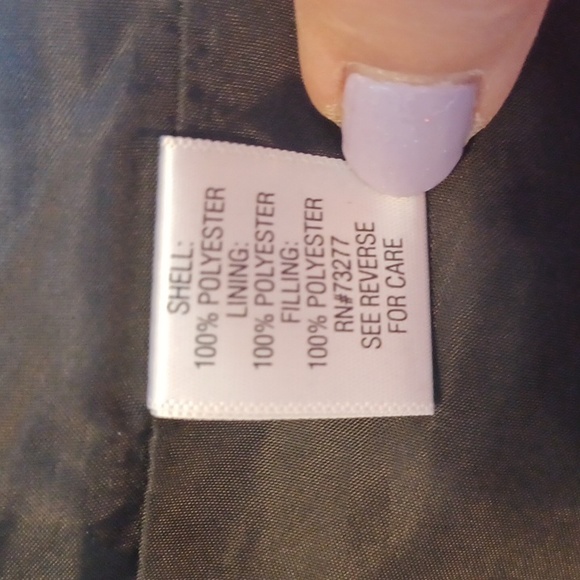 SHELL:
100% POLYESTER
LINING:
100% POLYESTER
FILLING:
100% POLYESTER
RN#73277
SEE REVERSE
FOR CARE